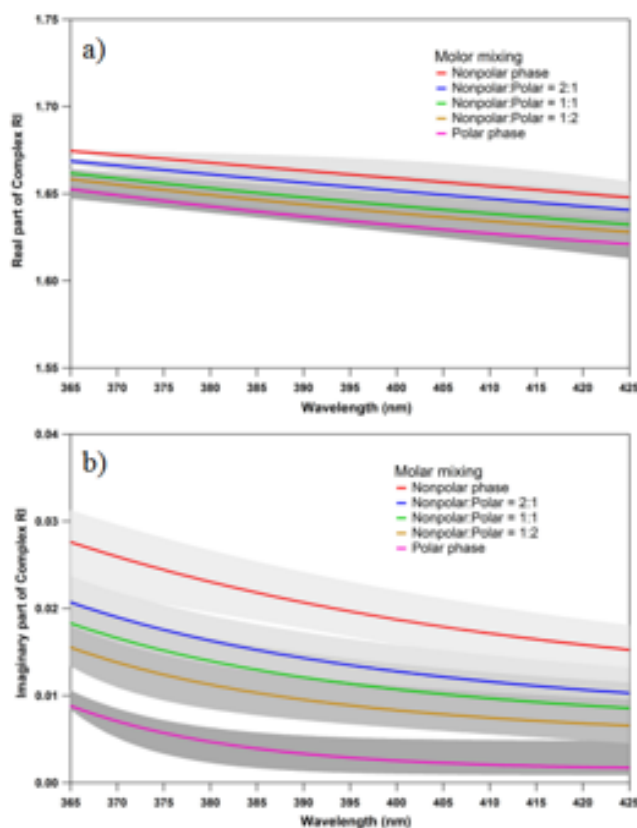 1.75
a)
Molor mixing
Nonpolar phase
Nonpolar:Polar = 2:1
Nonpolar:Polar = 1:1
Nonpolar:Polar = 1:2
Polar phase
1.70
1.65
1.60
1.55
Real part of Complex RI
365 370 375 380 385 390 395 400 405 410 415 420 425
Wavelength (nm)
0.04
b)
Molar mixing
Nonpolar phase
Nonpolar:Polar = 2:1
Nonpolar:Polar = 1:1
Nonpolar:Polar = 1:2
Polar phase
0.03
0.02
0.01
0.00
Imaginary part of Complex RI
365 370 375 380 385 390 395 400 405 410 415 420 425
Wavelength (nm)